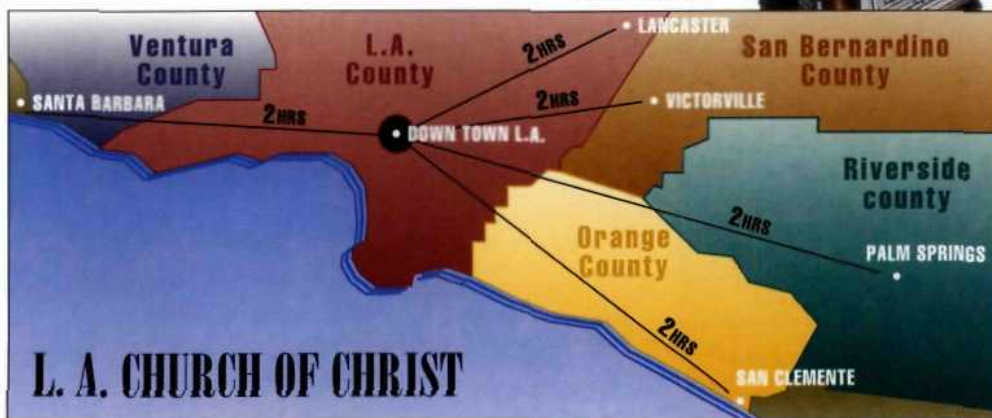 LANCASTER
Ventura
County
L.A.
County
2HRS
San Bernardino
County
SANTA BARBARA
2HRS
2HRS
VICTORVILLE
DOWN TOWN L.A.
Riverside
county
2HRS
Orange
County
PALM SPRINGS
2HRS
L. A. CHURCH OF CHRIST
SAN CLEMENTE